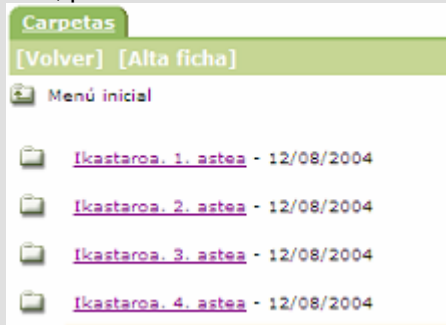 Carpetas
[Volver] [Alta ficha]
Menú inicial
Ikastaroa. 1. astea - 12/08/2004
Ikastaroa. 2. astea - 12/08/2004
Ikastaroa. 3. astea - 12/08/2004
Ikastaroa. 4. astea - 12/08/2004